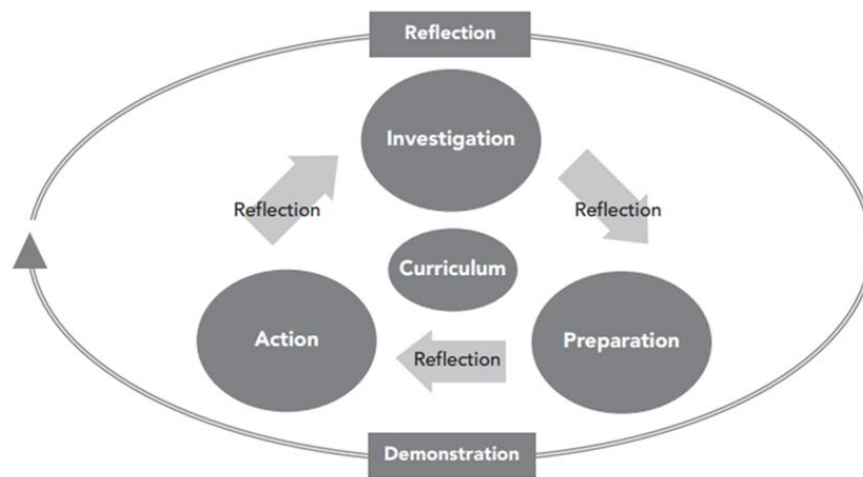 Reflection
Investigation
Reflection
Reflection
Curriculum
Action
Reflection
Preparation
Demonstration